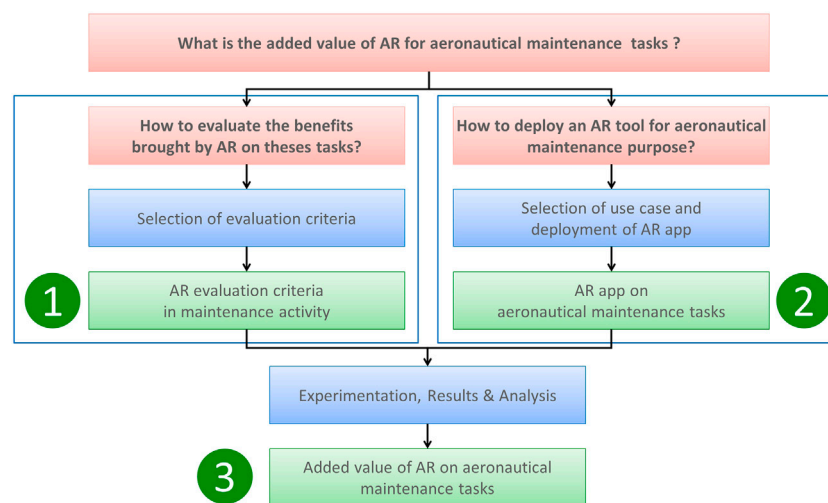 What is the added value of AR for aeronautical maintenance tasks ?
How to evaluate the benefits
brought by AR on theses tasks?
Selection of evaluation criteria
AR evaluation criteria
in maintenance activity
1
How to deploy an AR tool for aeronautical
maintenance purpose?
Selection of use case and
deployment of AR app
AR app on
aeronautical maintenance tasks
2
Experimentation, Results & Analysis
3
Added value of AR on aeronautical
maintenance tasks